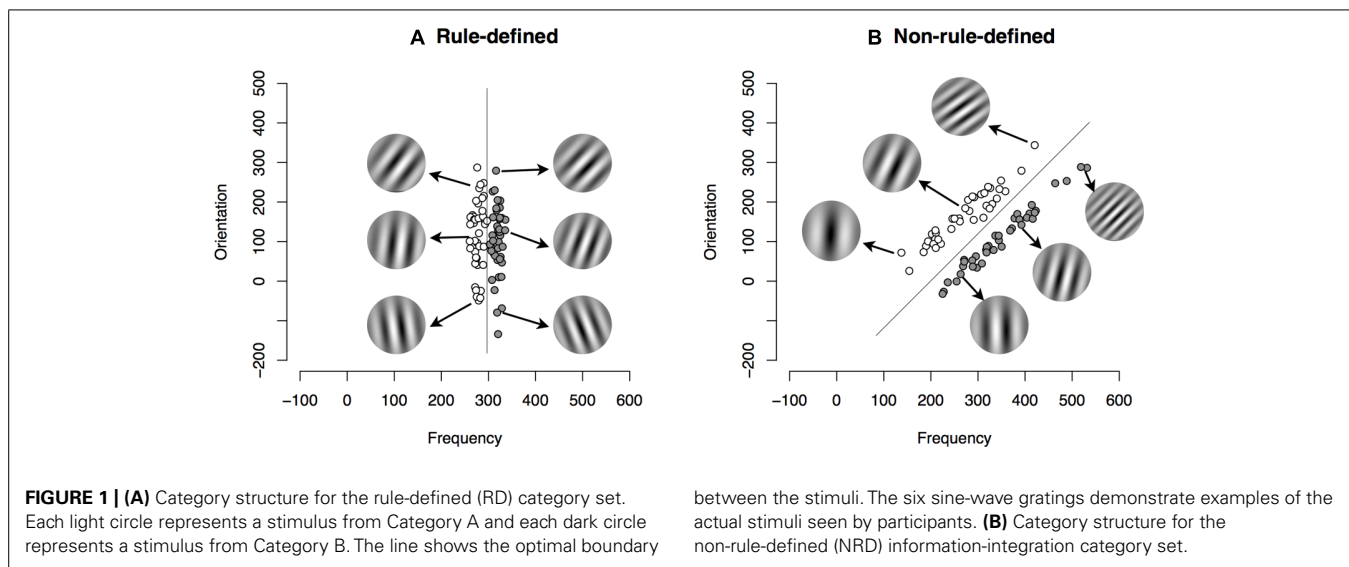 A Rule-defined
B Non-rule-defined
500
400
300
200
100
0
−200
Orientation
−100 0 100 200 300 400 500 600
Frequency
500
400
300
200
100
0
−200
Orientation
−100 0 100 200 300 400 500 600
Frequency
FIGURE 1 | (A) Category structure for the rule-defined (RD) category set.
Each light circle represents a stimulus from Category A and each dark circle
represents a stimulus from Category B. The line shows the optimal boundary
between the stimuli. The six sine-wave gratings demonstrate examples of the
actual stimuli seen by participants. (B) Category structure for the
non-rule-defined (NRD) information-integration category set.